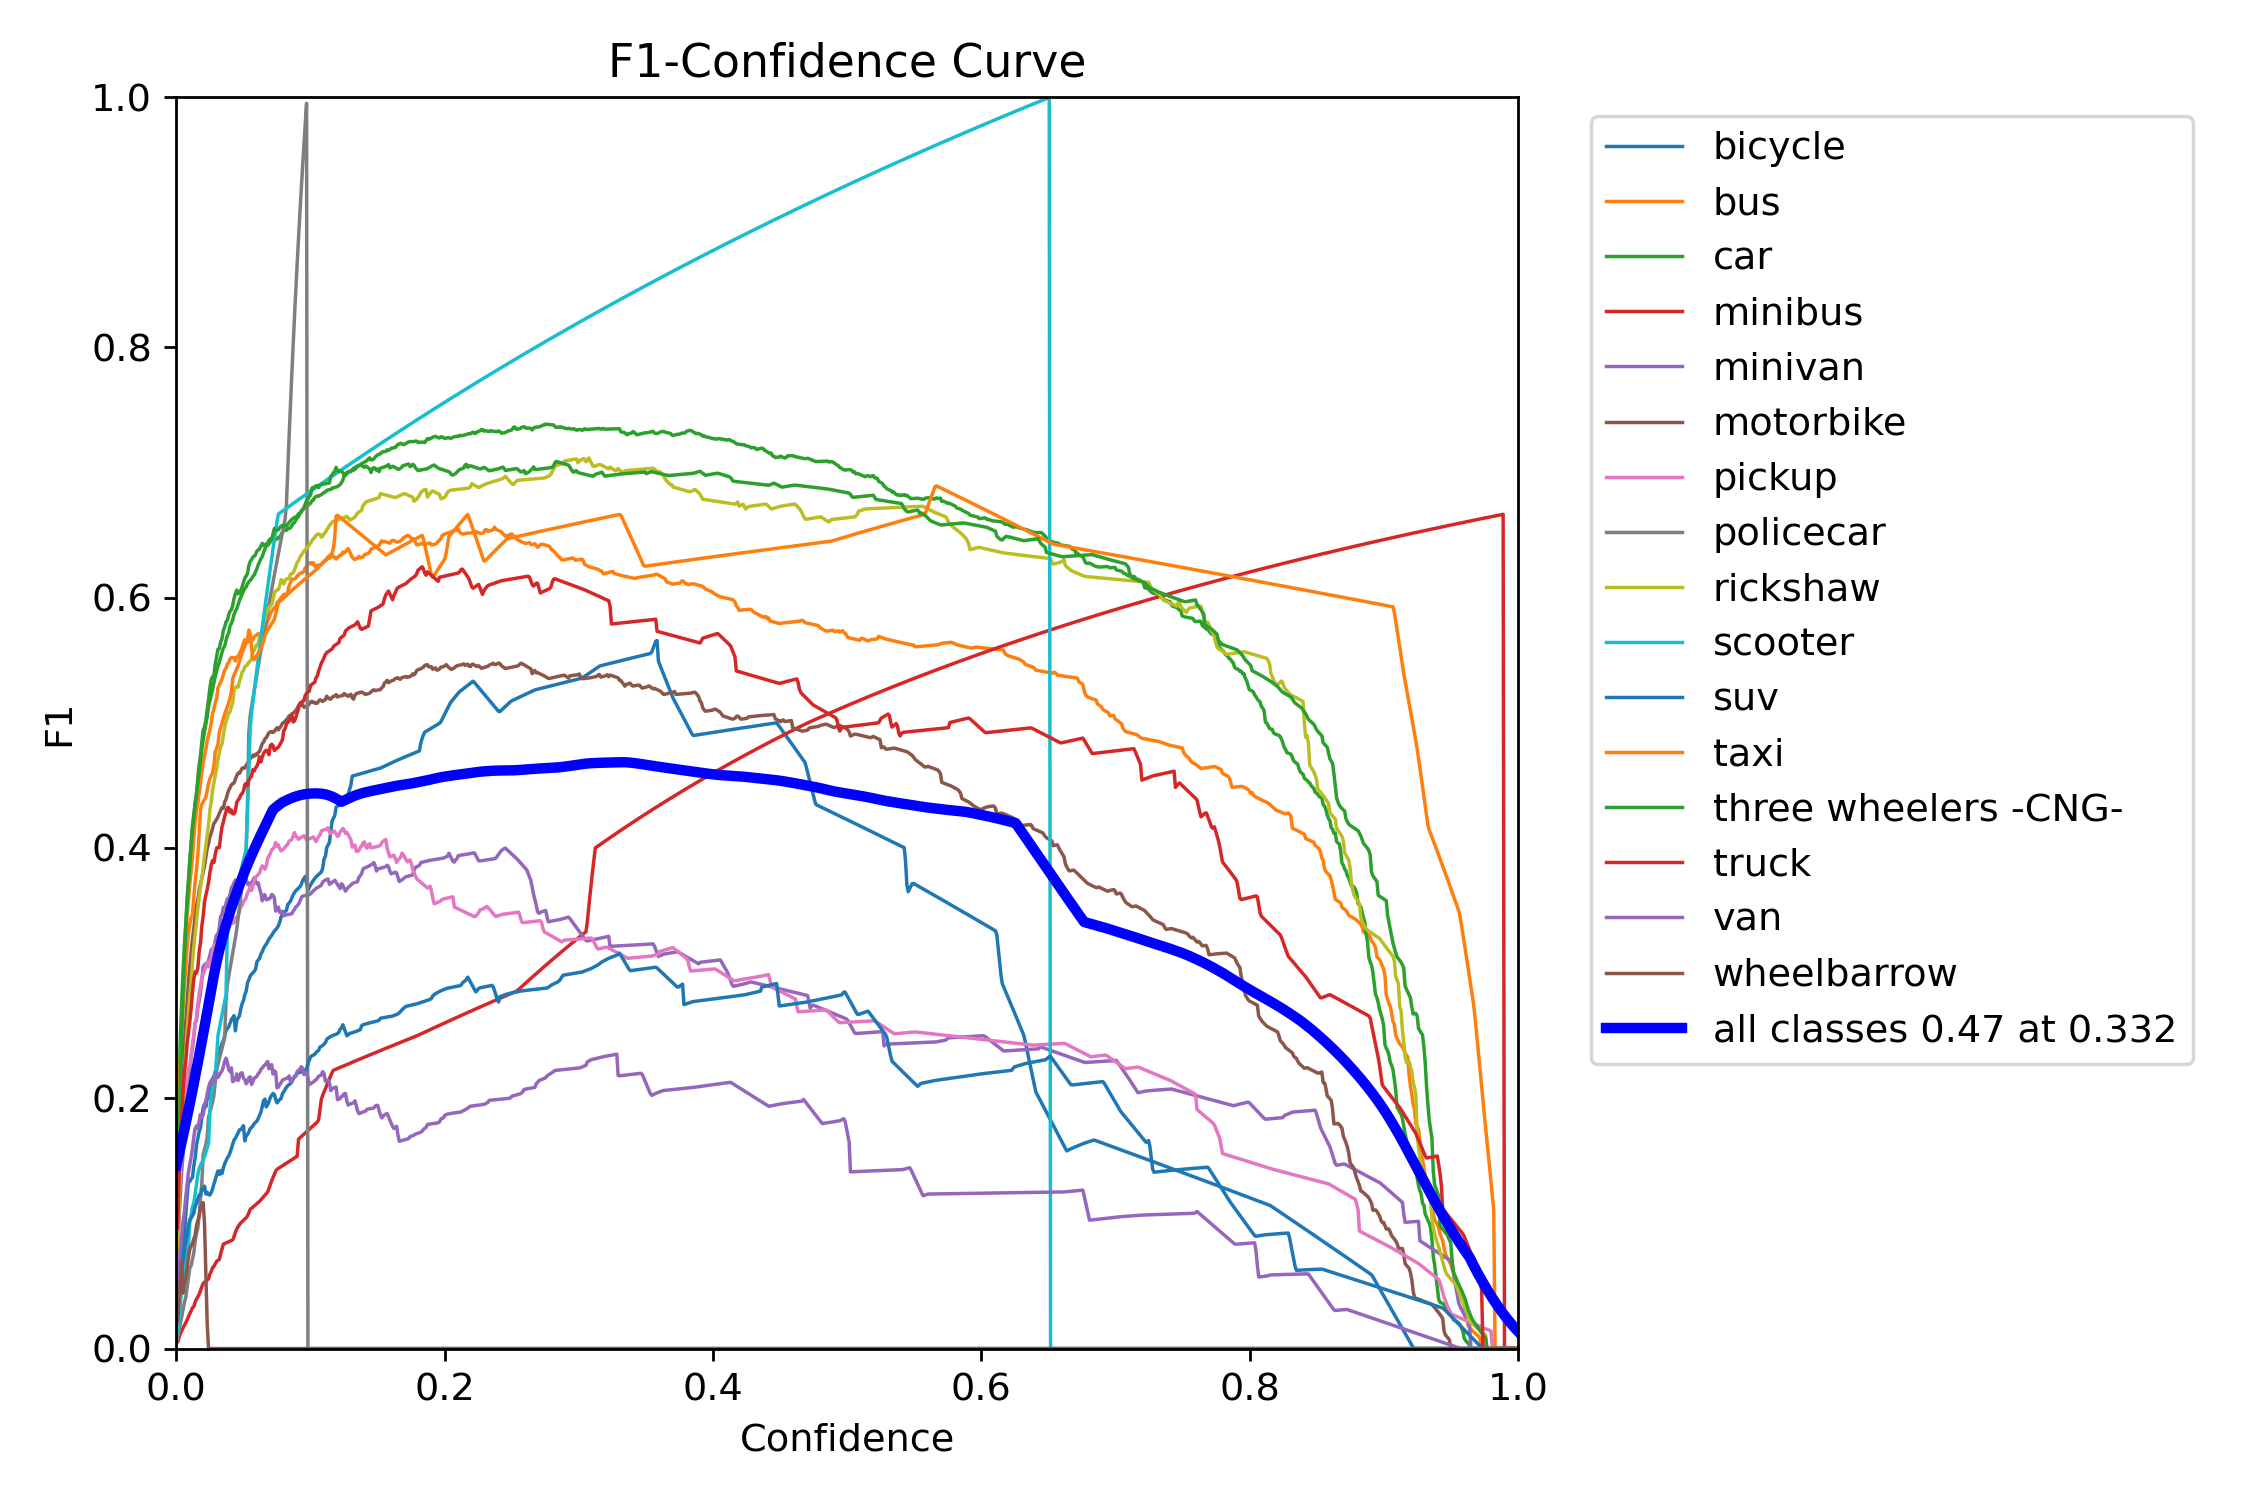 F1-Confidence Curve
1.0
0.8
0.6
0.4
0.2
0.0
F1
0.0 0.2 0.4 0.6 0.8 1.0
Confidence
bicycle
bus
car
minibus
minivan
motorbike
pickup
policecar
rickshaw
scooter
suv
taxi
three wheelers -CNG-
truck
van
wheelbarrow
all classes 0.47 at 0.332